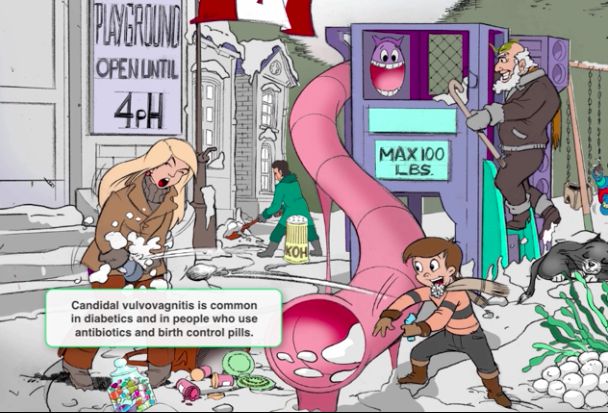 PLAYGROUND
OPEN UNTIL
4pH
MAX 100
LBS.
KOH
Candidal vulvovagnitis is common
in diabetics and in people who use
antibiotics and birth control pills.